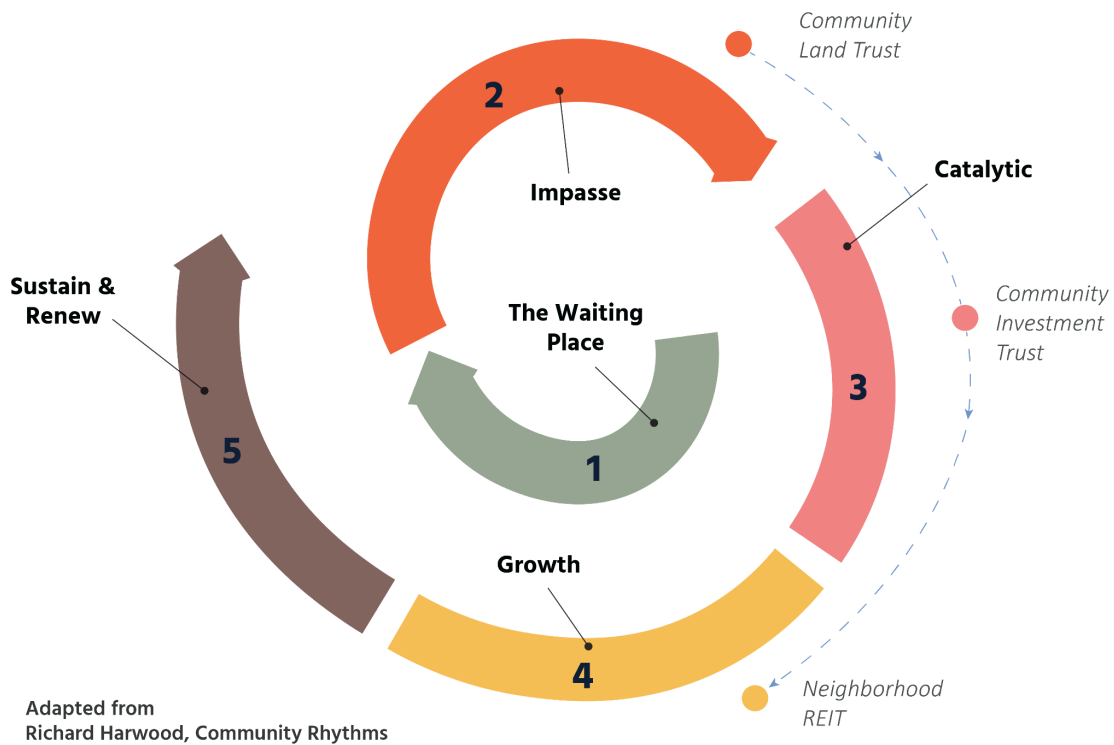 Community
Land Trust
2
Catalytic
Impasse
Sustain &
Renew
The Waiting
Place
Community
Investment
Trust
3
5
1
Growth
4
Neighborhood
REIT
Adapted from
Richard Harwood, Community Rhythms